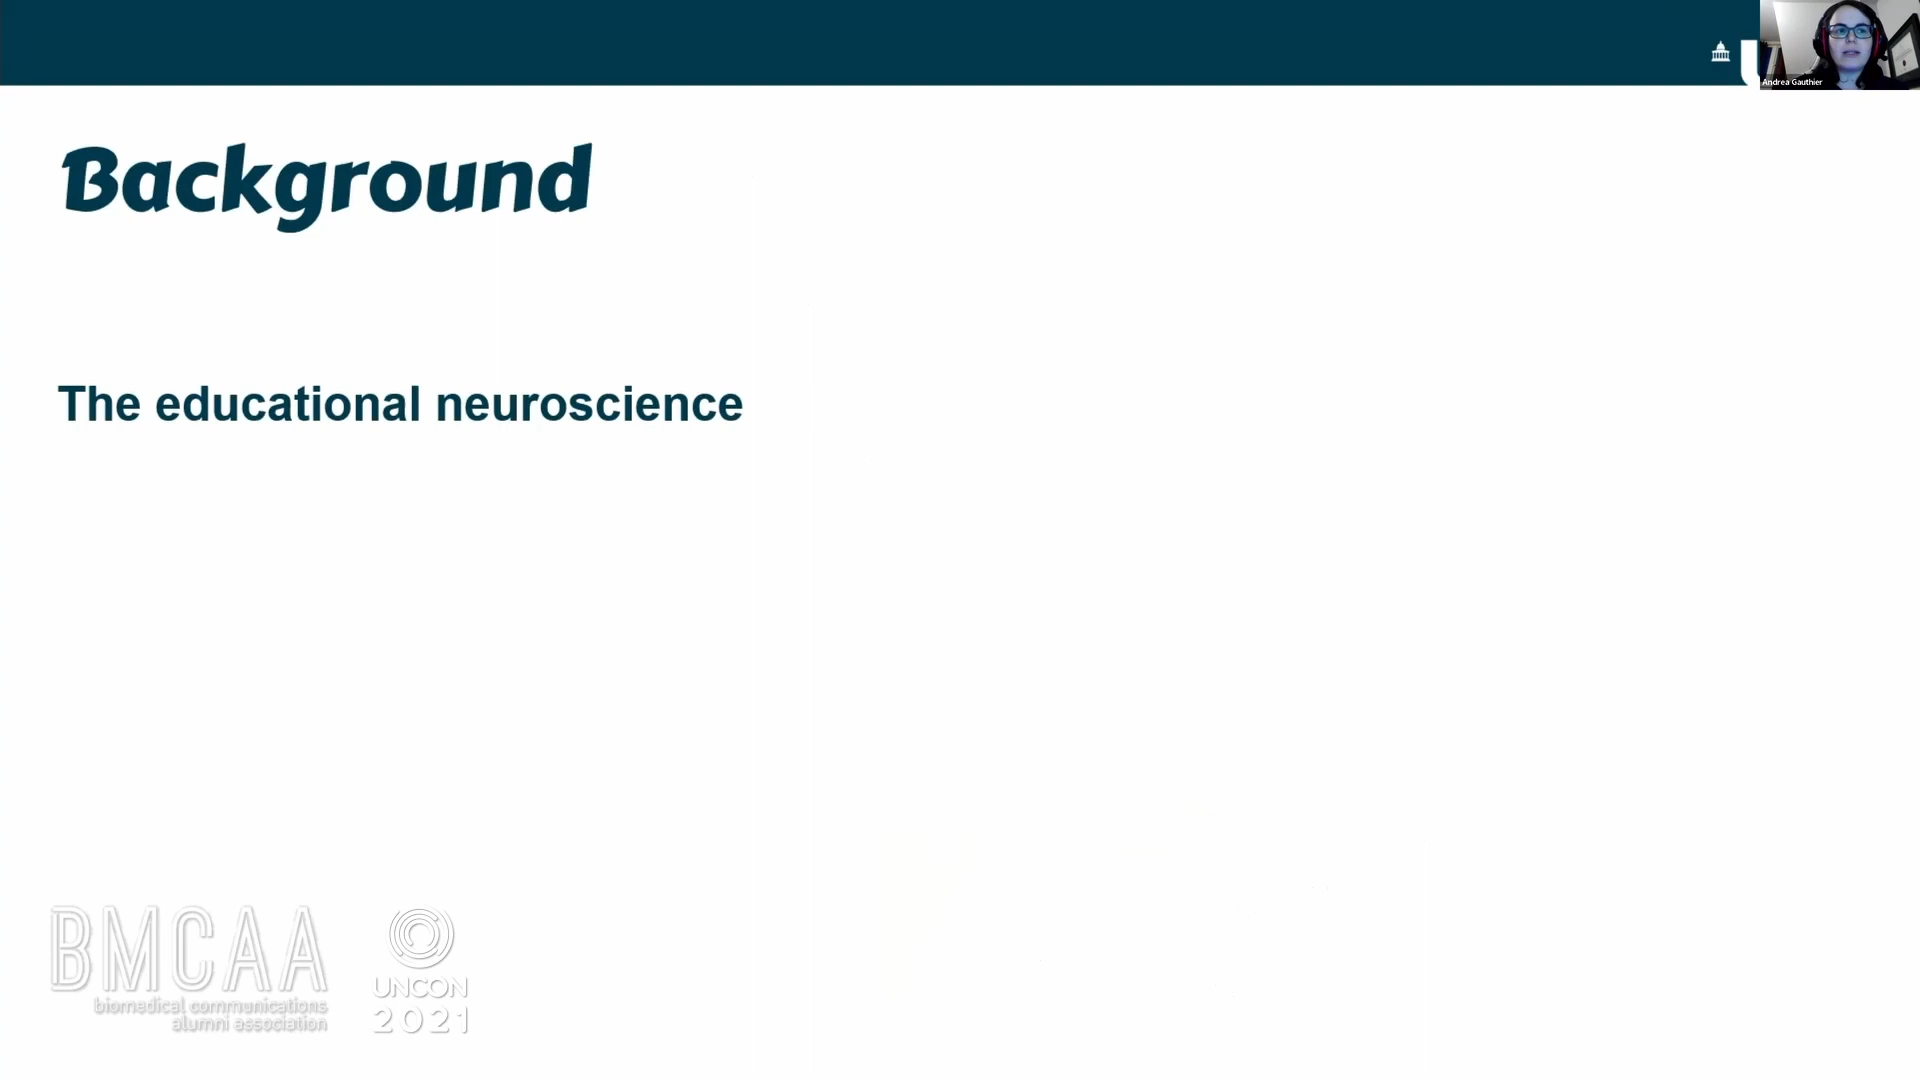 Andrea Gauthier
Background
The educational neuroscience
BMCAA
biomedical communications
alumni association
UNCON
2021